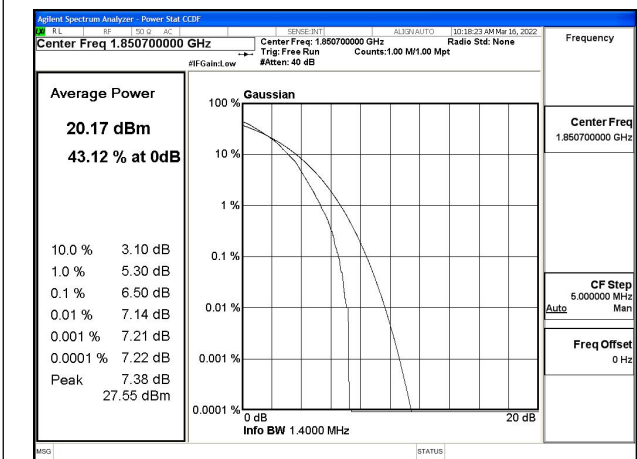 Agilent Spectrum Analyzer - Power Stat CCDF
RL RF 50 Ω AC SENSE:INT ALIGN AUTO 10:18:23 AM Mar 16, 2022
Center Freq 1.850700000 GHz
Center Freq: 1.850700000 GHz Radio Std: None
Trig: Free Run Counts:1.00 M/1.00 Mpt
#IFGain:Low #Atten: 40 dB
Frequency
Average Power
20.17 dBm
43.12 % at 0dB
10.0 % 3.10 dB
1.0 % 5.30 dB
0.1 % 6.50 dB
0.01 % 7.14 dB
0.001 % 7.21 dB
0.0001 % 7.22 dB
Peak 7.38 dB
27.55 dBm
Gaussian
100 %
10 %
1 %
0.1 %
0.01 %
0.001 %
0.0001 %
0 dB 20 dB
Info BW 1.4000 MHz
Center Freq
1.850700000 GHz
CF Step
5.000000 MHz
Auto Man
Freq Offset
0 Hz
MSG STATUS